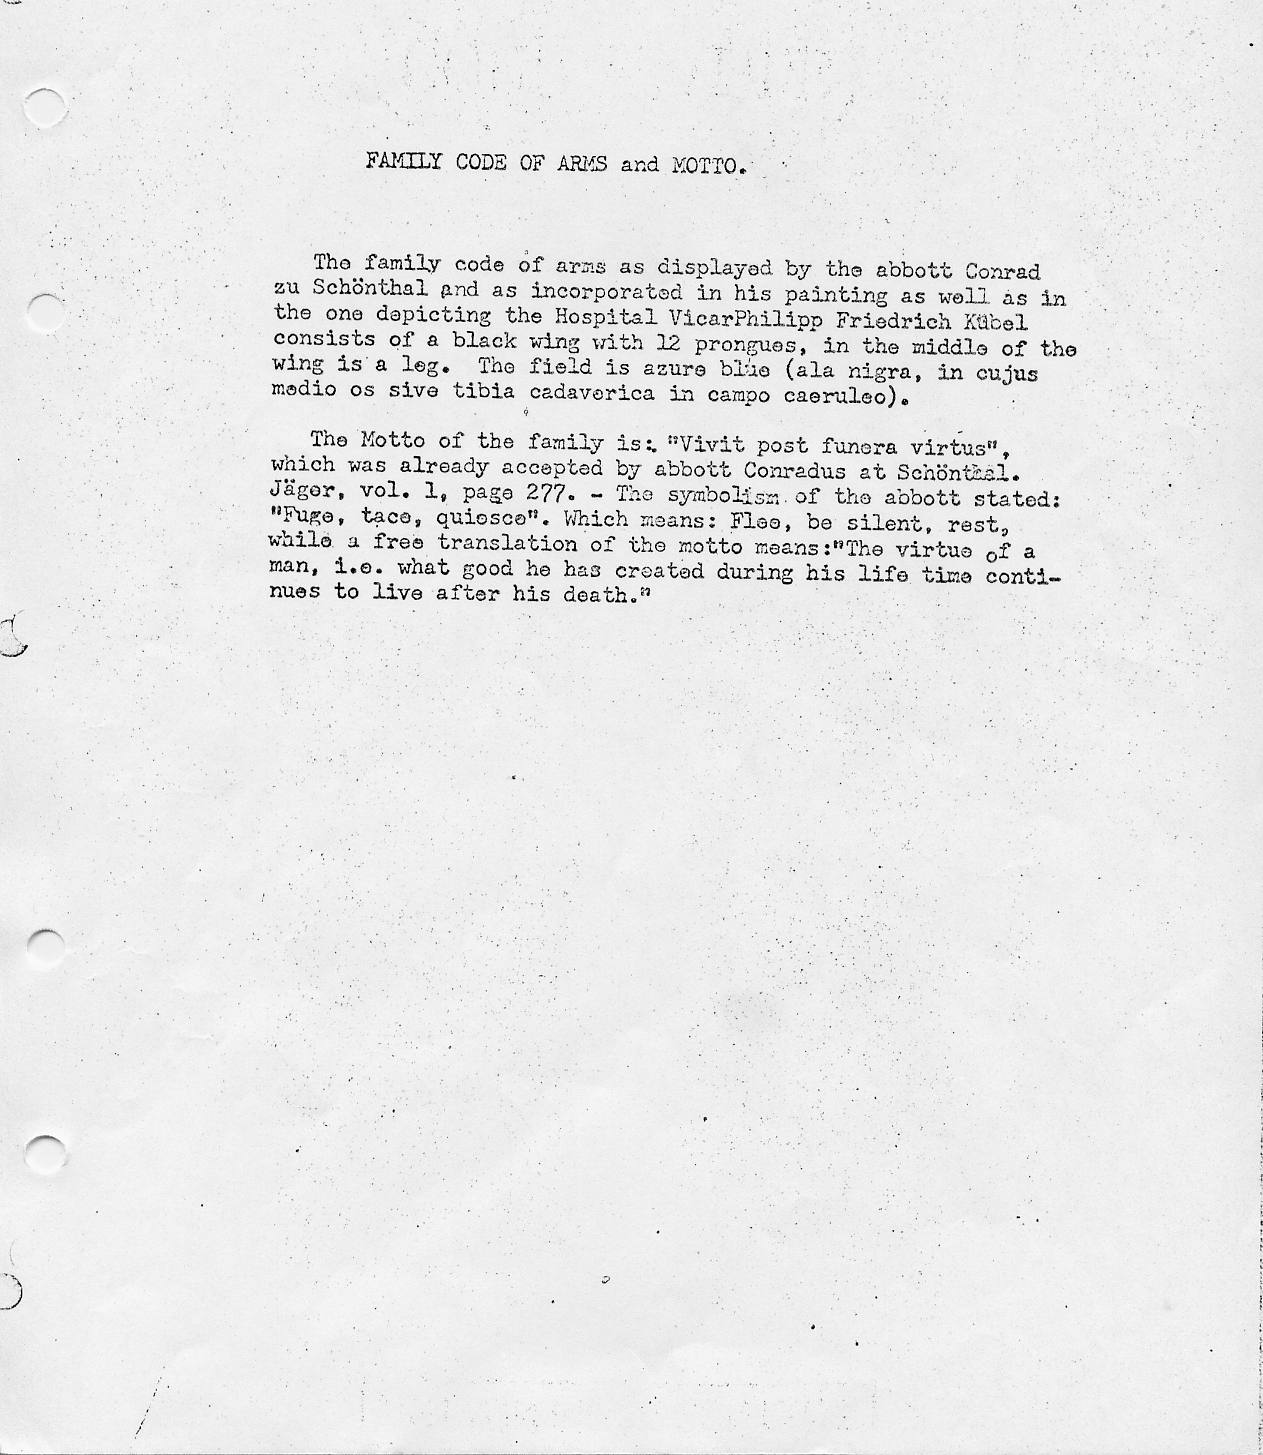 FAMILY CODE OF ARMS and MOTTO.
The family code of arms as displayed by the abbott Conrad
zu Schönthal and as incorporated in his painting as well as in
the one depicting the Hospital VicarPhilipp Friedrich Kübel
consists of a black wing with 12 prongues, in the middle of the
wing is a leg. The field is azure blue (ala nigra, in cujus
medio os sive tibia cadaverica in campo caeruleo).
The Motto of the family is: "Vivit post funera virtus",
which was already accepted by abbott Conradus at Schönthal.
Jäger, vol. 1, page 277. - The symbolism of the abbott stated:
"Fuge, tace, quiesce". Which means: Flee, be silent, rest,
while a free translation of the motto means:"The virtue of a
man, i.e. what good he has created during his life time conti-
nues to live after his death."